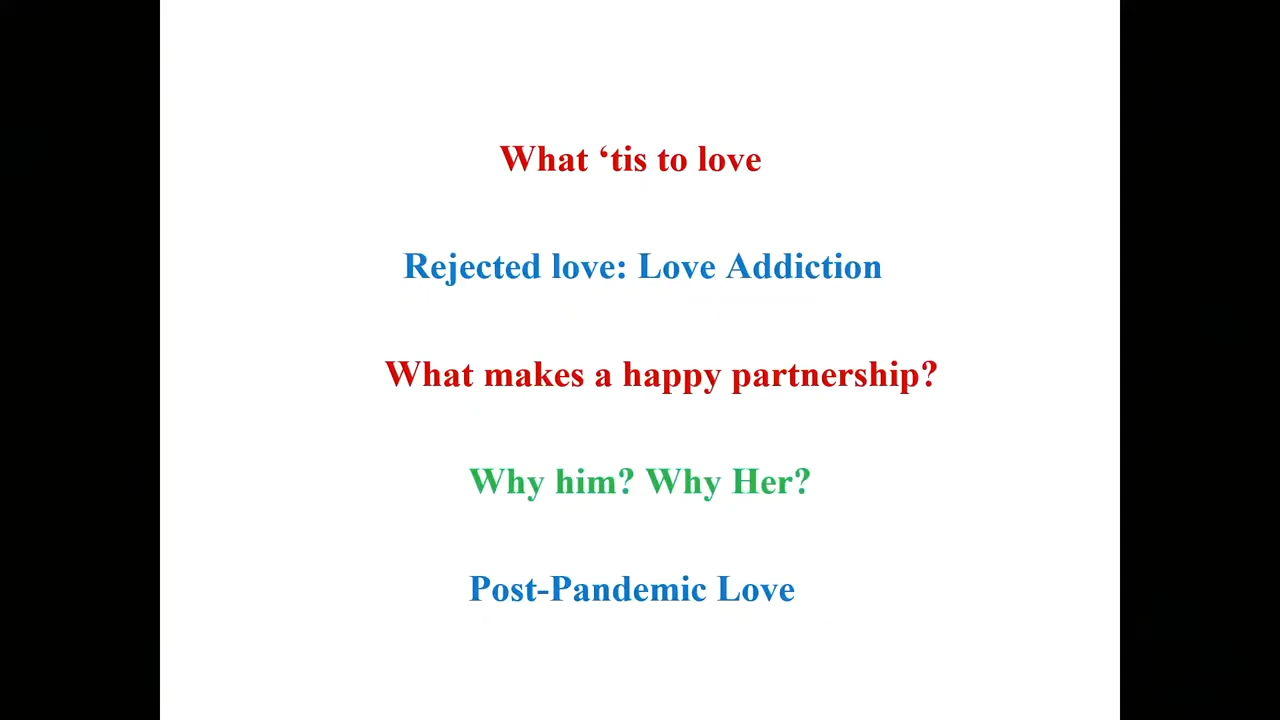 What ‘tis to love
Rejected love: Love Addiction
What makes a happy partnership?
Why him? Why Her?
Post-Pandemic Love